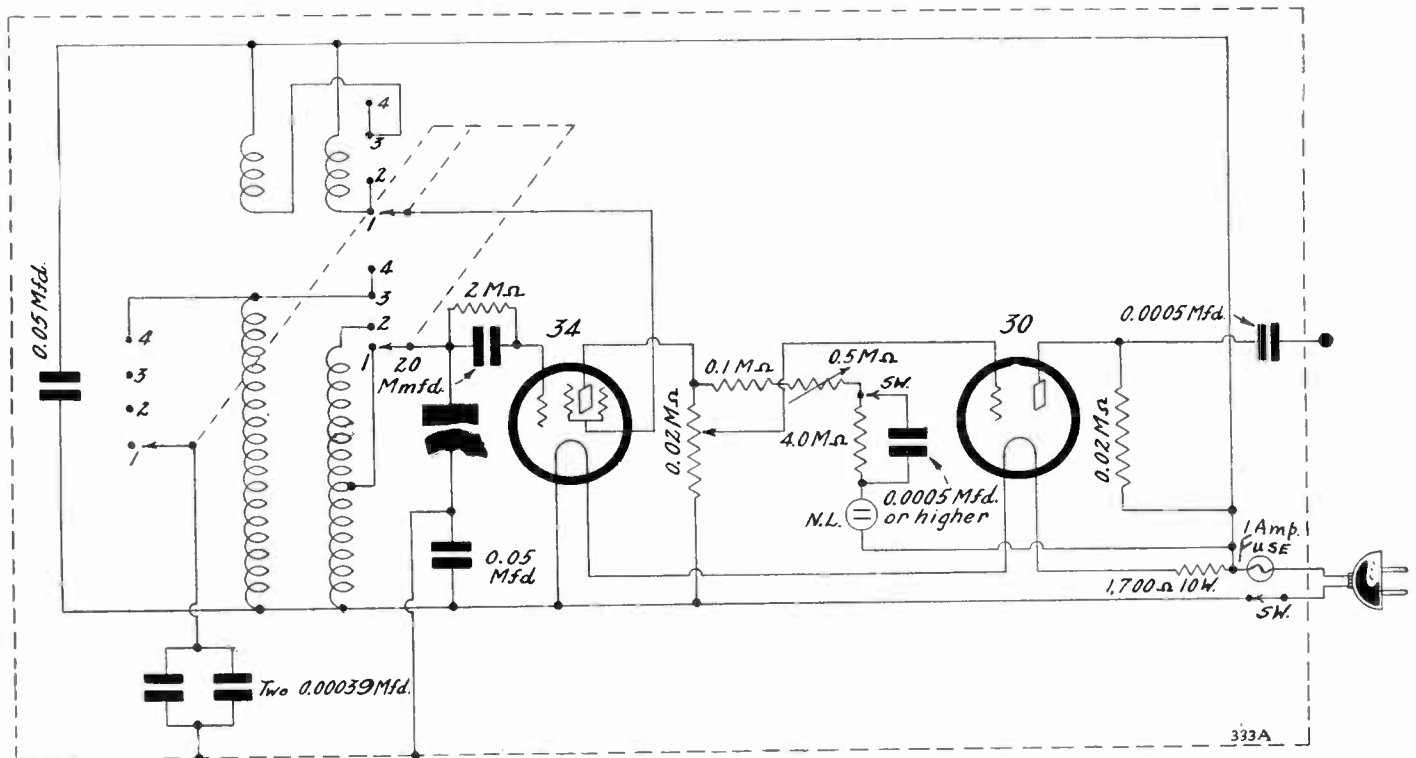 4
3
2
1
4
3
2
1
4
3
2
1
0.05 Mfd.
2 MΩ
20
Mmfd.
34
0.1 MΩ
0.5 MΩ
SW.
0.02 MΩ
4.0 MΩ
N.L.
0.0005 Mfd.
or higher
30
0.0005 Mfd.
0.02 MΩ
1 Amp.
FUSE
1,700 Ω 10 W.
SW.
0.05
Mfd
Two 0.00039 Mfd.
333A